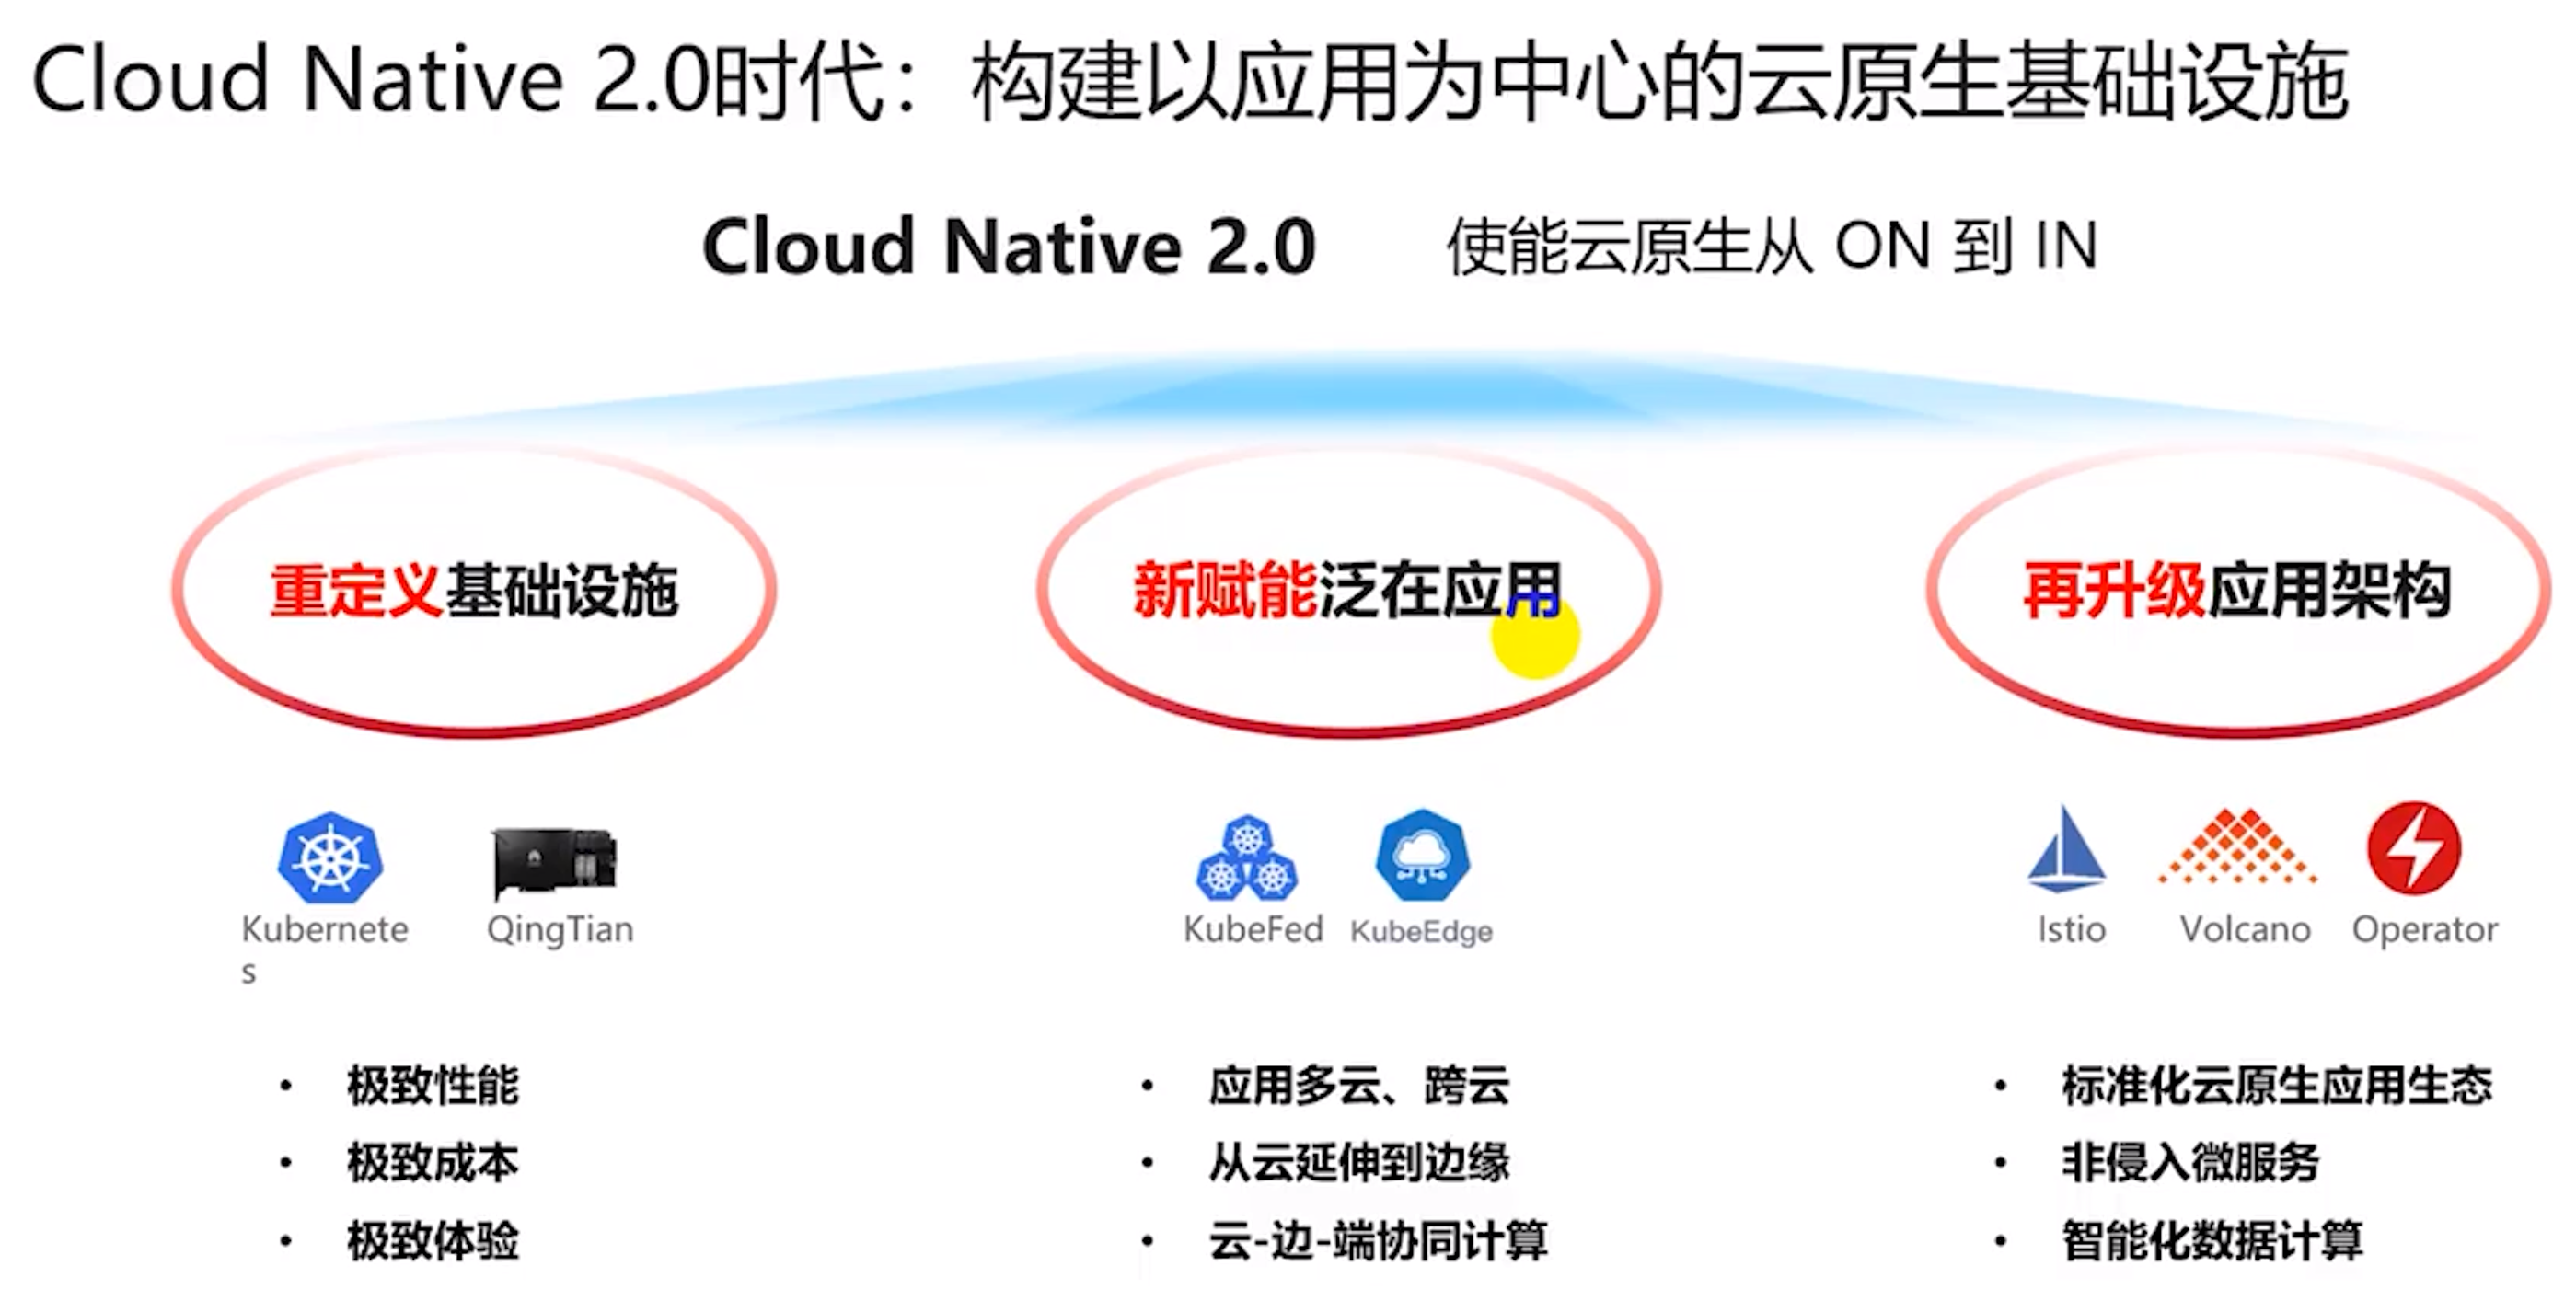 Cloud Native 2.0时代：构建以应用为中心的云原生基础设施
Cloud Native 2.0 使能云原生从 ON 到 IN
重定义基础设施
新赋能泛在应用
再升级应用架构
Kubernete
s
QingTian
KubeFed
KubeEdge
Istio
Volcano
Operator
• 极致性能
• 极致成本
• 极致体验
• 应用多云、跨云
• 从云延伸到边缘
• 云-边-端协同计算
• 标准化云原生应用生态
• 非侵入微服务
• 智能化数据计算